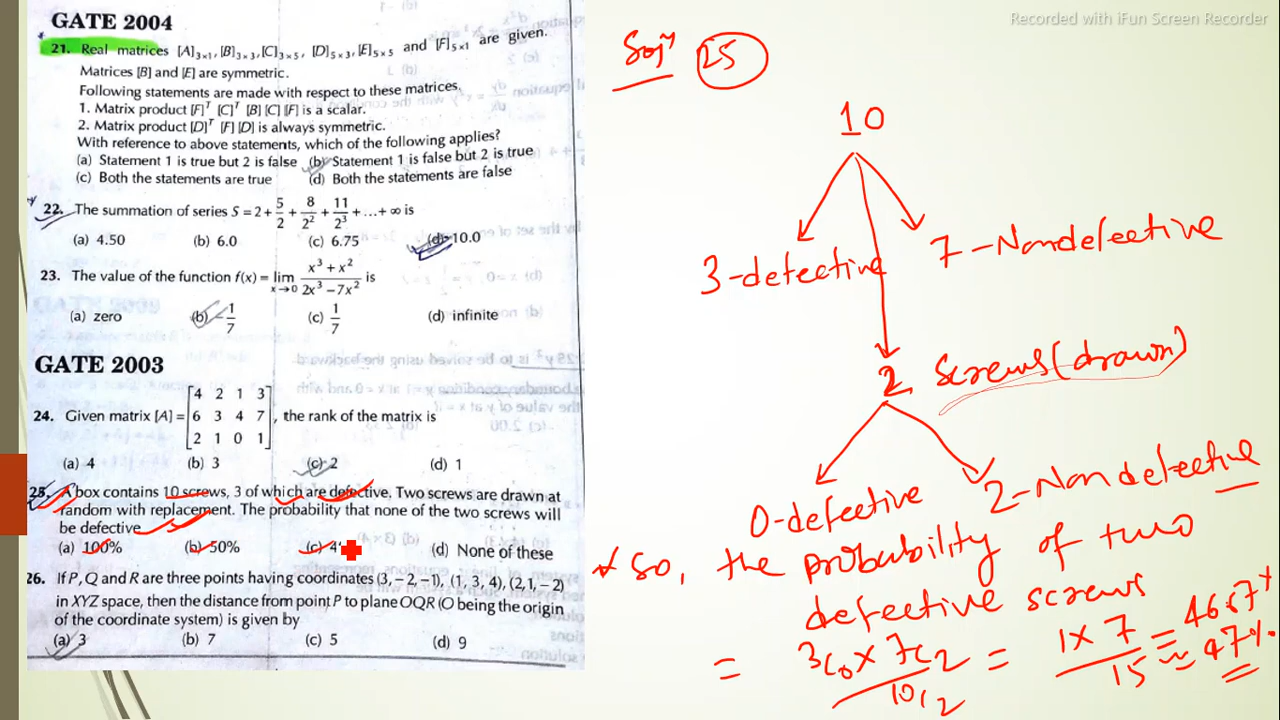 Recorded with iFun Screen Recorder
GATE 2004
21. Real matrices [A]3×1, [B]3×3, [C]3×5, [D]5×3, [E]5×5 and [F]5×1 are given.
Matrices [B] and [E] are symmetric.
Following statements are made with respect to these matrices.
1. Matrix product [F]ᵀ [C]ᵀ [B] [C] [F] is a scalar.
2. Matrix product [D]ᵀ [F] [D] is always symmetric.
With reference to above statements, which of the following applies?
(a) Statement 1 is true but 2 is false (b) Statement 1 is false but 2 is true
(c) Both the statements are true (d) Both the statements are false
22. The summation of series S = 2 + 5/2 + 8/2² + 11/2³ + ... + ∞ is
(a) 4.50 (b) 6.0 (c) 6.75 (d) 10.0
23. The value of the function f(x) = lim x→0 x³ + x² / 2x³ − 7x² is
(a) zero (b) −1/7 (c) 1/7 (d) infinite
GATE 2003
24. Given matrix [A] = [4 2 1 3
6 3 4 7
2 1 0 1], the rank of the matrix is
(a) 4 (b) 3 (c) 2 (d) 1
25. A box contains 10 screws, 3 of which are defective. Two screws are drawn at
random with replacement. The probability that none of the two screws will
be defective
(a) 100% (b) 50% (c) 4 (d) None of these
26. If P, Q and R are three points having coordinates (3, −2, −1), (1, 3, 4), (2, 1, −2)
in XYZ space, then the distance from point P to plane OQR (O being the origin
of the coordinate system) is given by
(a) 3 (b) 7 (c) 5 (d) 9
Solⁿ 25
10
3-defective
7-Nondefective
2 Screws (drawn)
0-defective
2-Non defective
So, the probability of two
defective screws
= 3c0 × 7c2 / 10c2 = 1×7 / 15 = 46.67%
≈ 47%